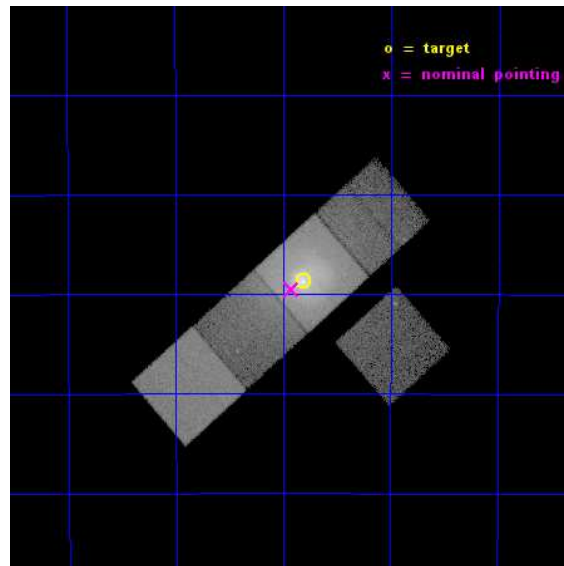 o = target
x = nominal pointing